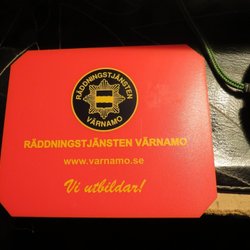 RÄDDNINGSTJÄNSTEN
VÄRNAMO
RÄDDNINGSTJÄNSTEN VÄRNAMO
www.varnamo.se
Vi utbildar!